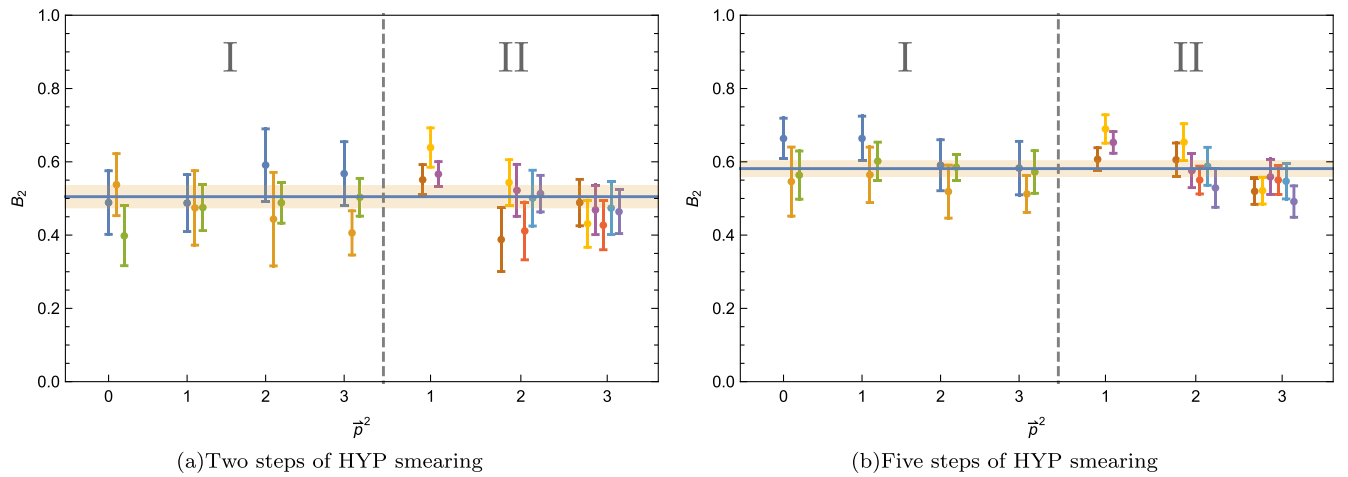 I
II
B2
1.0
0.8
0.6
0.4
0.2
0.0
0 1 2 3 1 2 3
p⃗ 2
(a)Two steps of HYP smearing
I
II
B2
1.0
0.8
0.6
0.4
0.2
0.0
0 1 2 3 1 2 3
p⃗ 2
(b)Five steps of HYP smearing